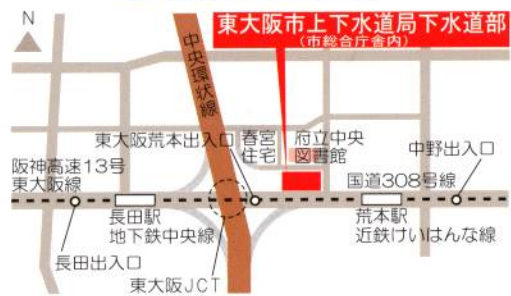 N
東大阪市上下水道局下水道部
(市総合庁舎内)
中央環状線
東大阪荒本出入口
春宮
住宅
府立中央
図書館
中野出入口
阪神高速13号
東大阪線
国道308号線
長田駅
地下鉄中央線
荒本駅
近鉄けいはんな線
長田出入口
東大阪JCT